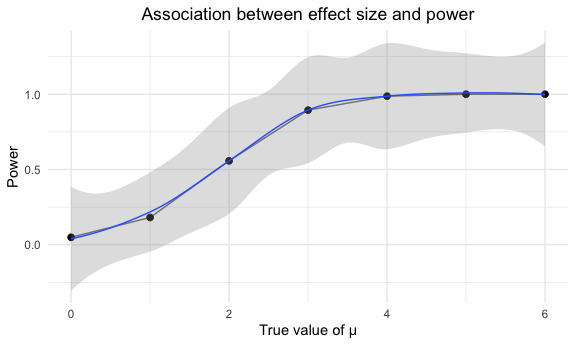 Association between effect size and power
1.0
0.5
0.0
Power
0 2 4 6
True value of μ